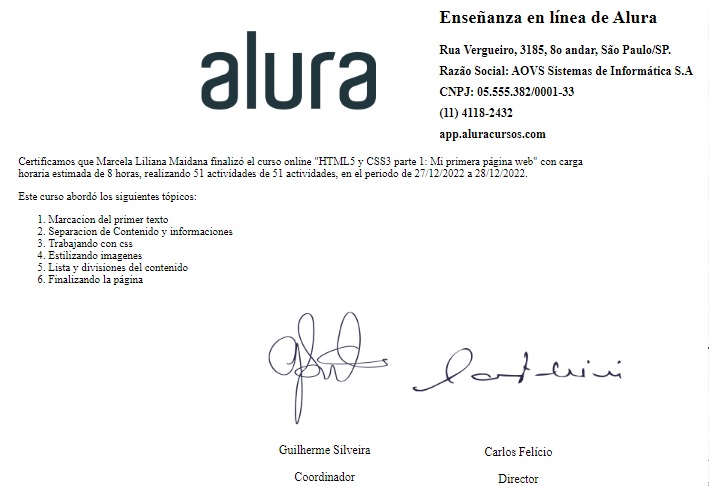 alura
Enseñanza en línea de Alura
Rua Vergueiro, 3185, 8o andar, São Paulo/SP.
Razão Social: AOVS Sistemas de Informática S.A
CNPJ: 05.555.382/0001-33
(11) 4118-2432
app.aluracursos.com
Certificamos que Marcela Liliana Maidana finalizó el curso online "HTML5 y CSS3 parte 1: Mi primera página web" con carga
horaria estimada de 8 horas, realizando 51 actividades de 51 actividades, en el periodo de 27/12/2022 a 28/12/2022.
Este curso abordó los siguientes tópicos:
1. Marcacion del primer texto
2. Separacion de Contenido y informaciones
3. Trabajando con css
4. Estilizando imagenes
5. Lista y divisiones del contenido
6. Finalizando la página
Guilherme Silveira
Coordinador
Carlos Felício
Director